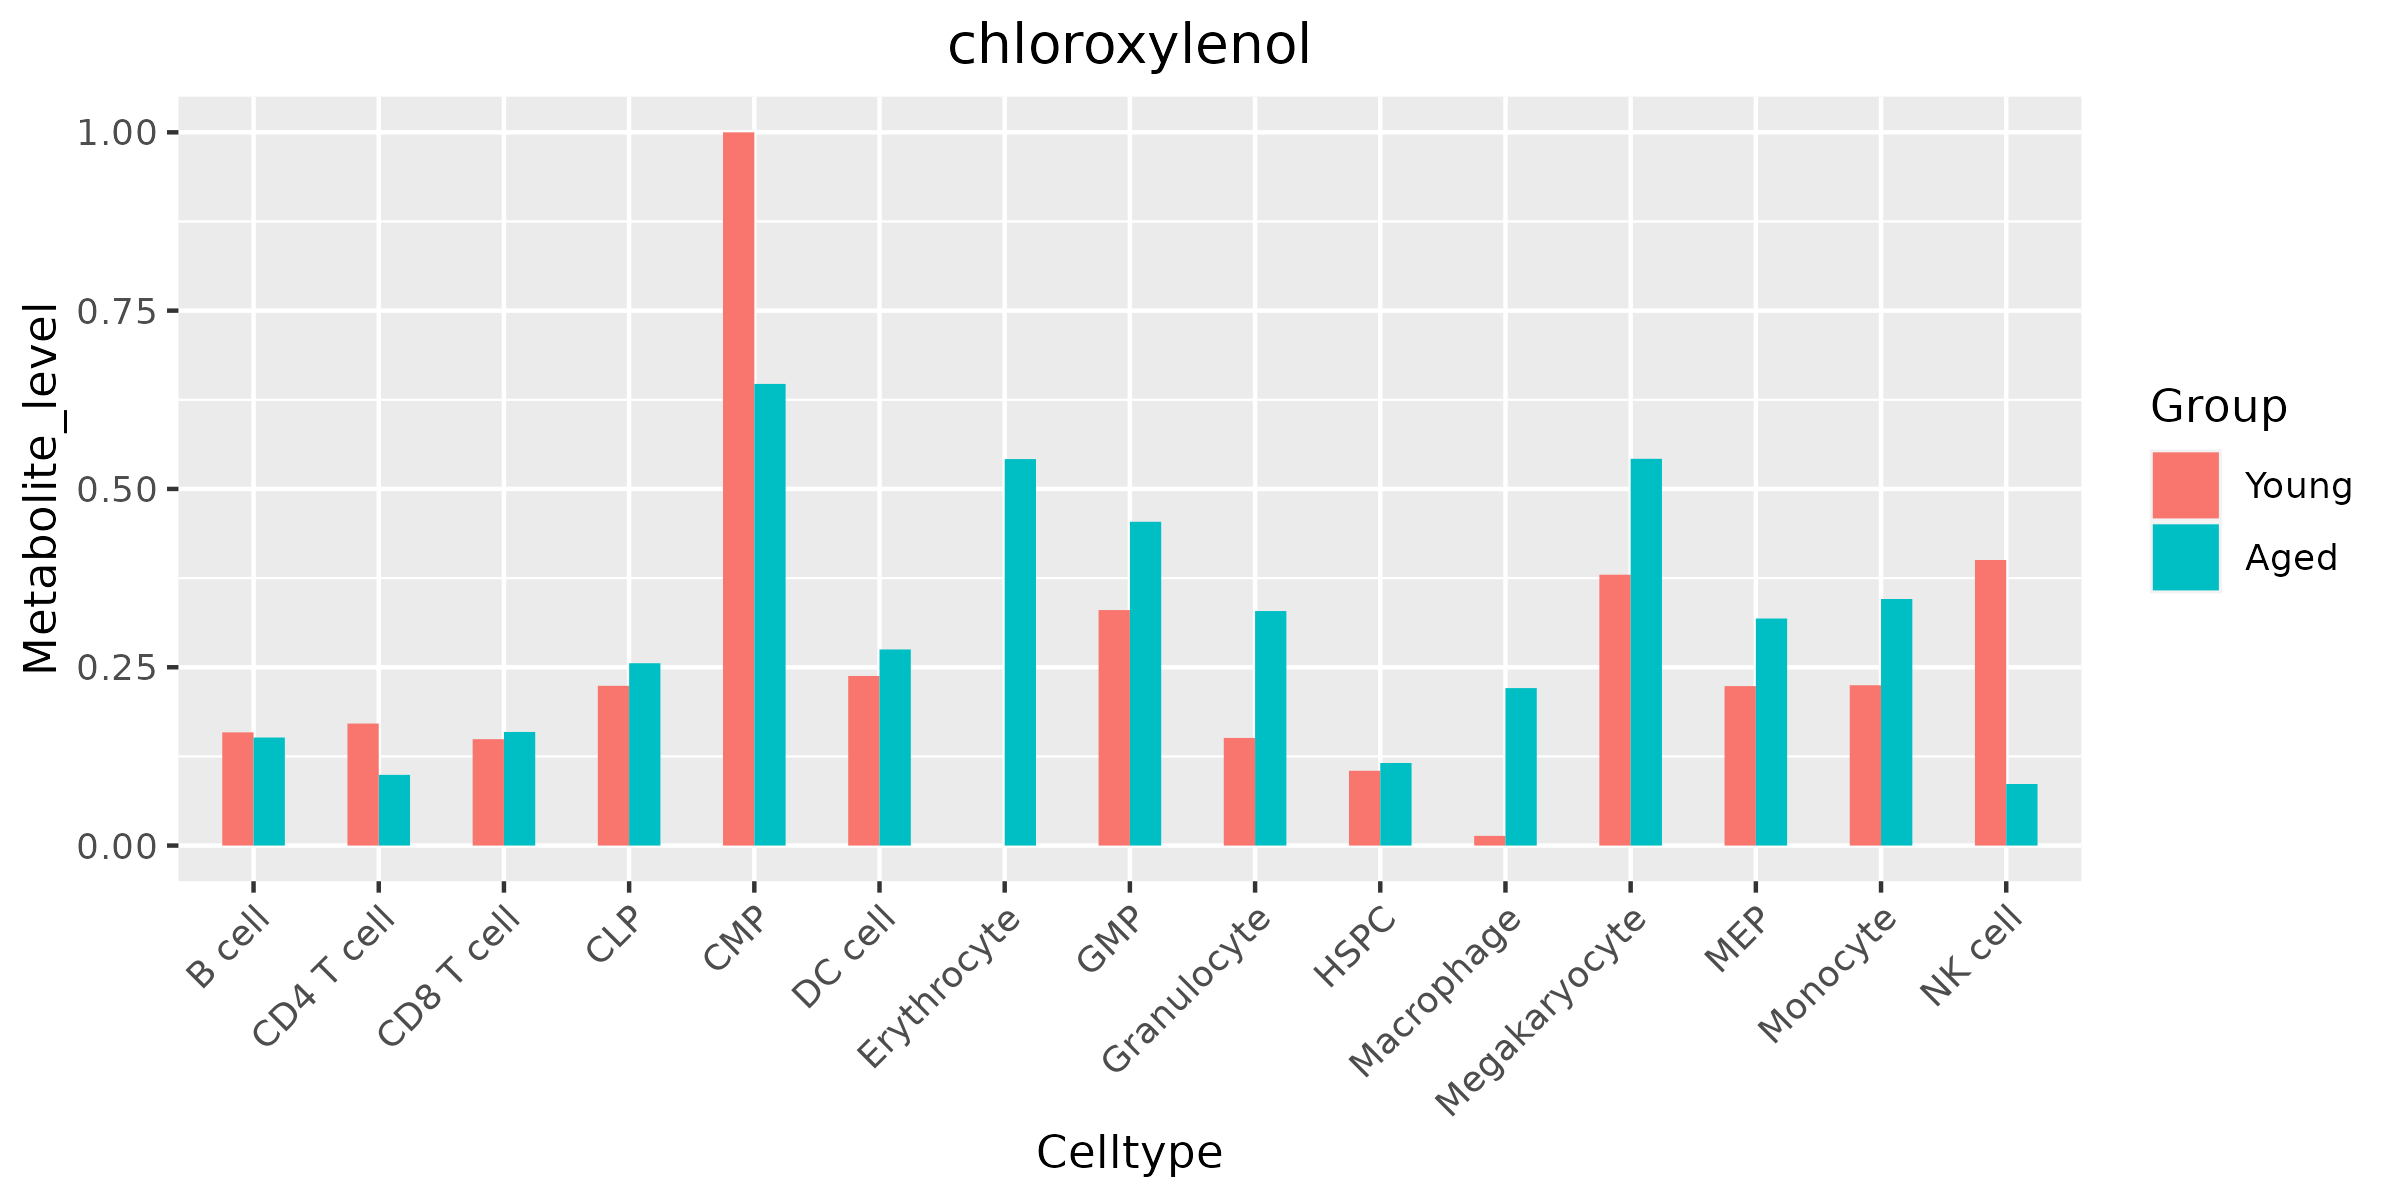 chloroxylenol
Metabolite_level
1.00
0.75
0.50
0.25
0.00
B cell
CD4 T cell
CD8 T cell
CLP
CMP
DC cell
Erythrocyte
GMP
Granulocyte
HSPC
Macrophage
Megakaryocyte
MEP
Monocyte
NK cell
Celltype
Group
Young
Aged